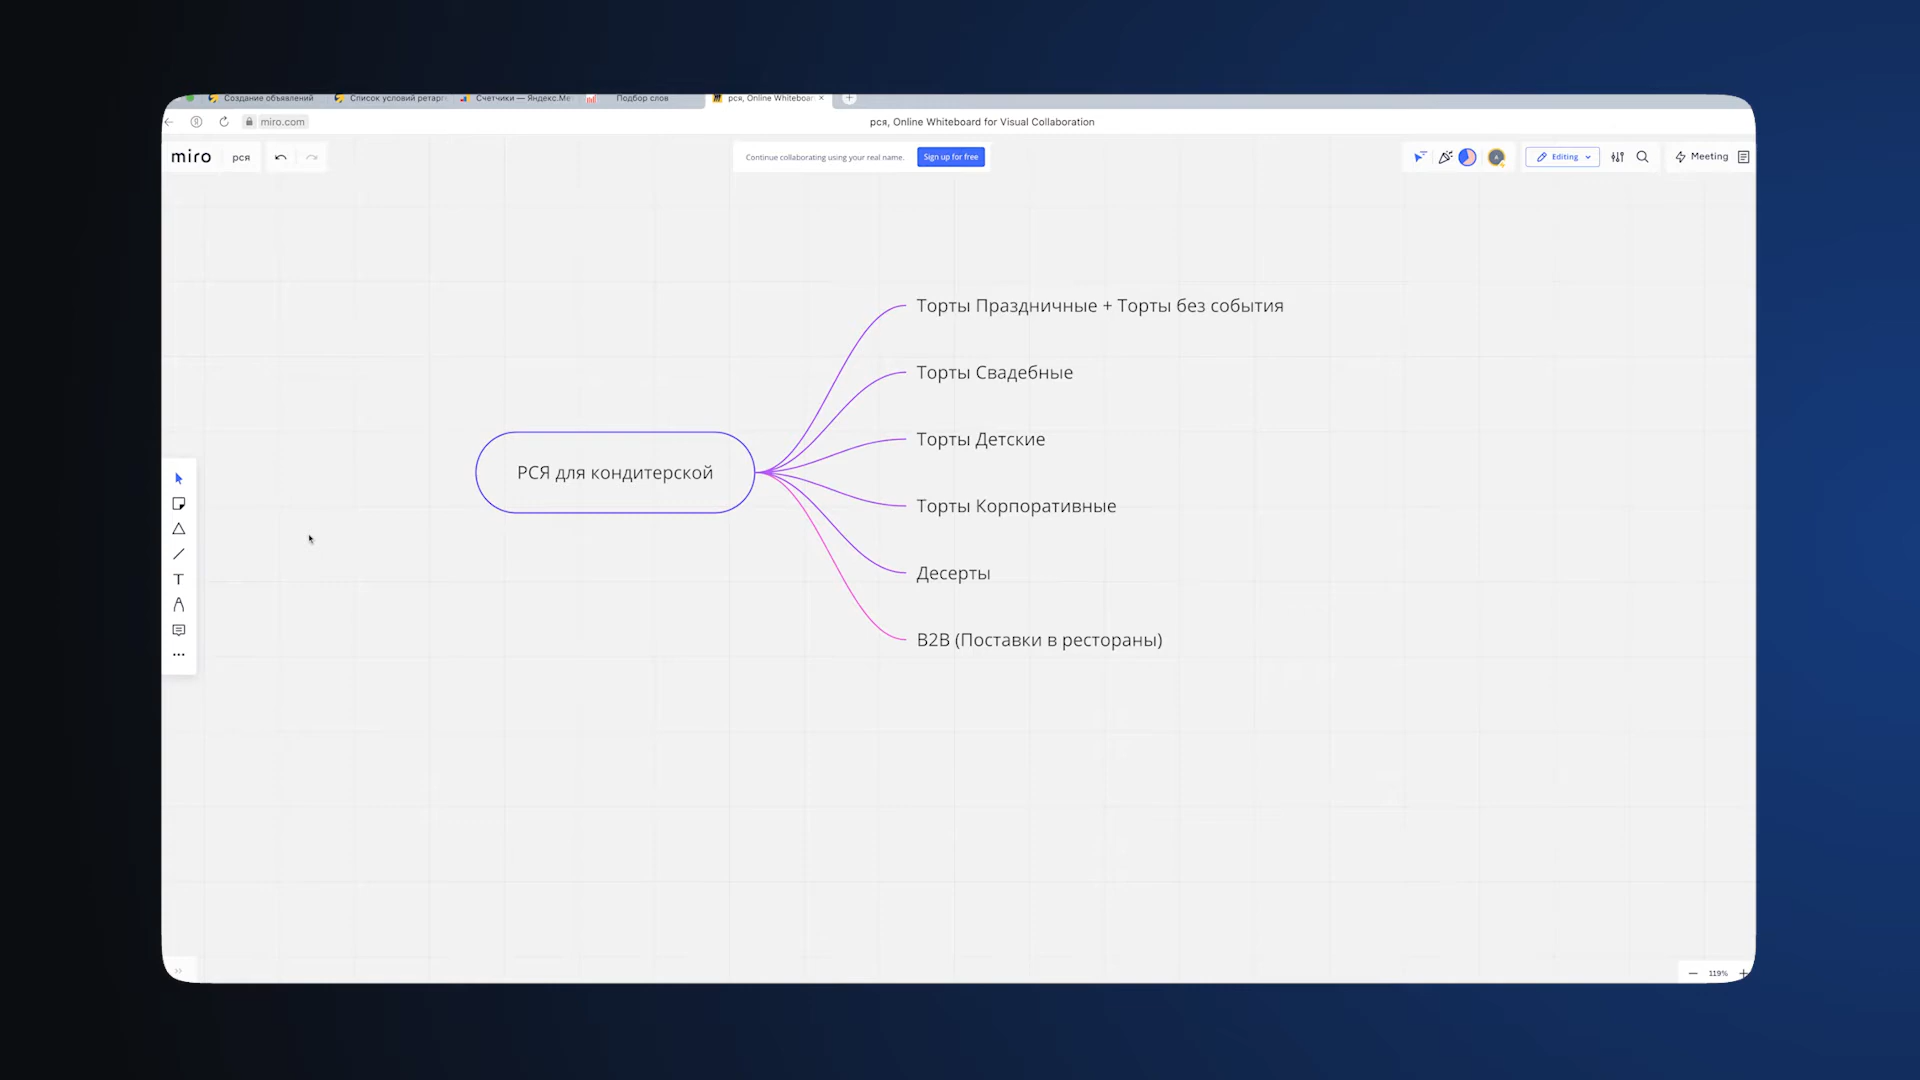 Создание объявлений
Список условий ретарг
Счетчики — Яндекс.Ме
Подбор слов
рся, Online Whiteboar
miro.com
рся, Online Whiteboard for Visual Collaboration
miro
рся
Continue collaborating using your real name.
Sign up for free
Editing
Meeting
Торты Праздничные + Торты без события
Торты Свадебные
Торты Детские
РСЯ для кондитерской
Торты Корпоративные
Десерты
B2B (Поставки в рестораны)
119%